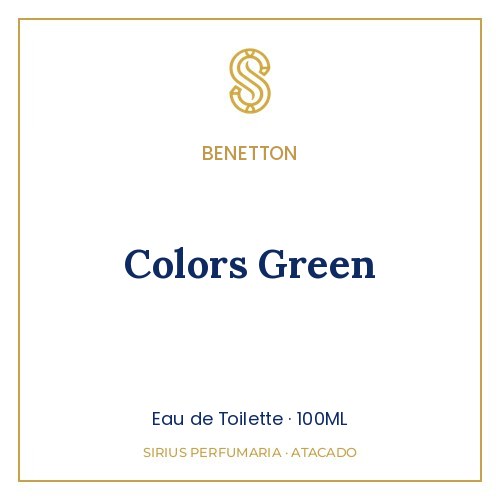 BENETTON
Colors Green
Eau de Toilette · 100ML
SIRIUS PERFUMARIA · ATACADO